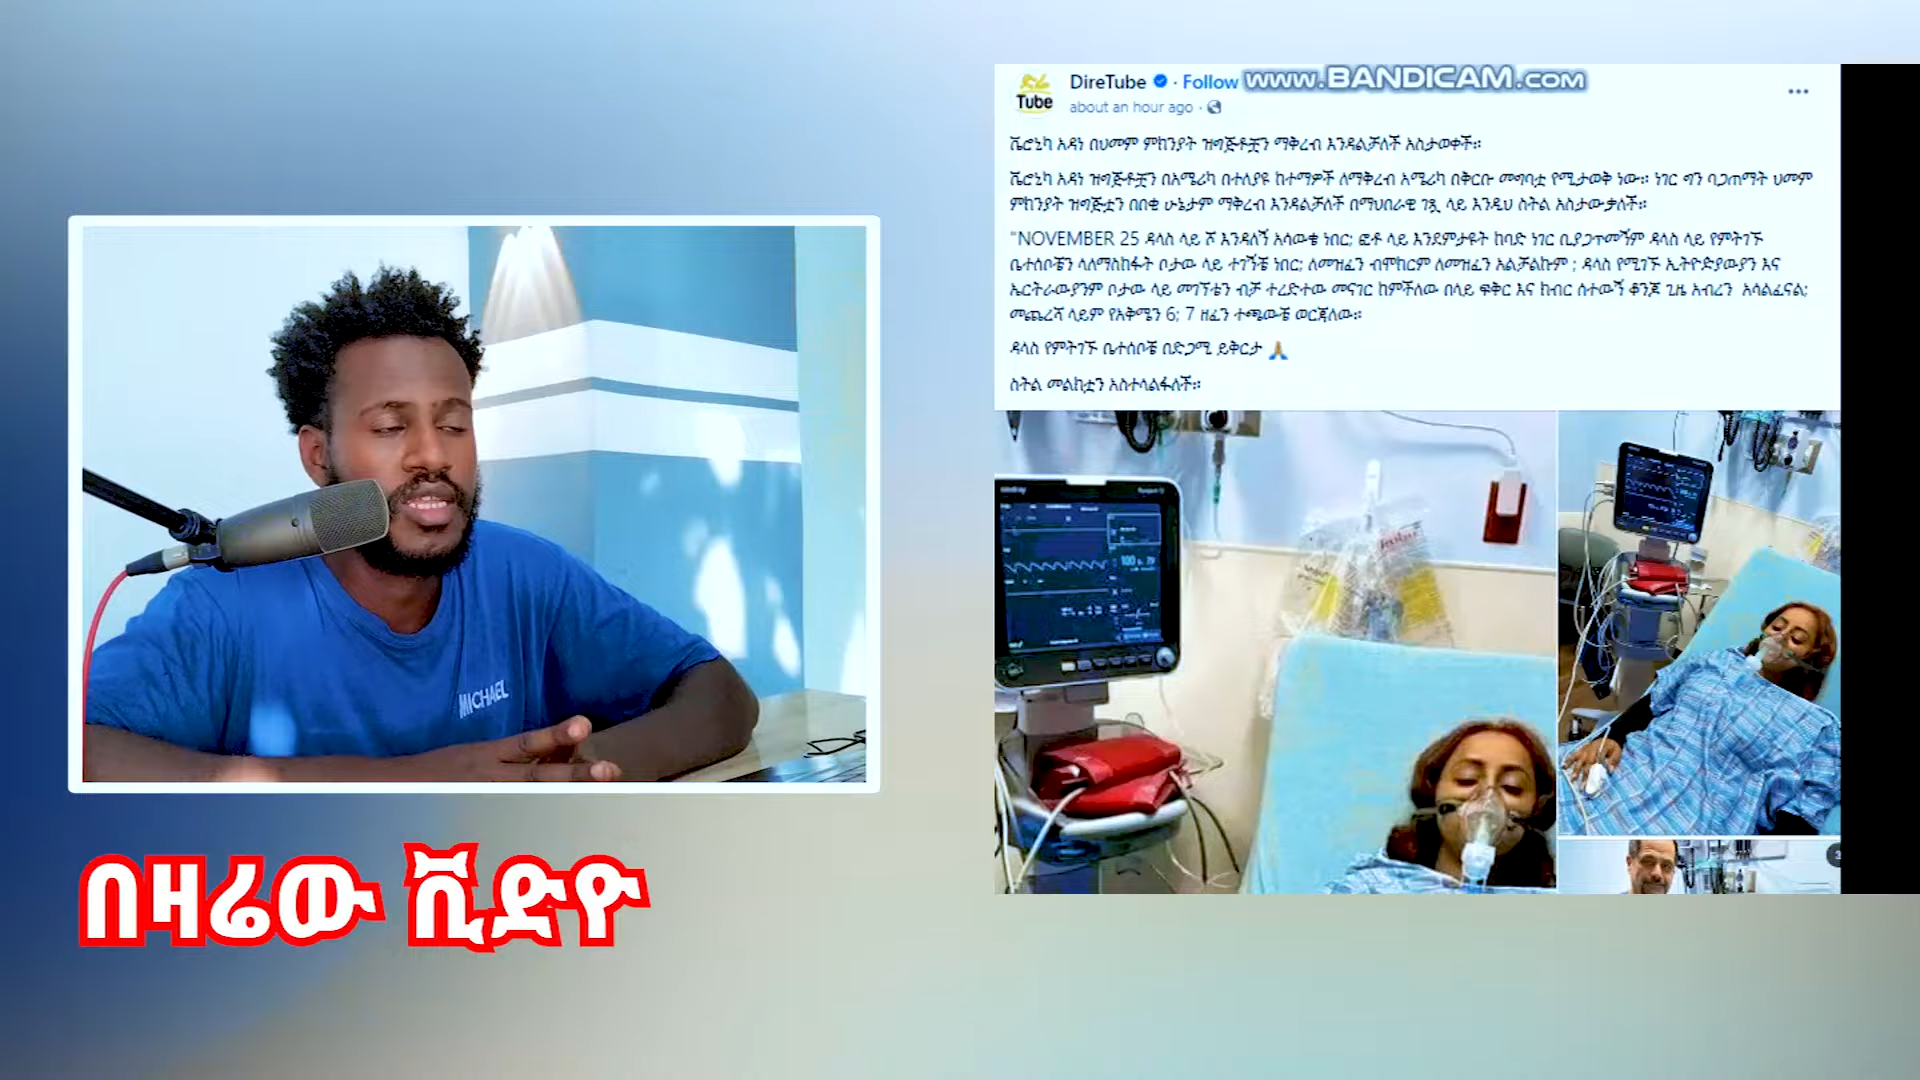 DireTube · Follow
WWW.BANDICAM.COM
Tube
about an hour ago ·
ቬሮኒካ አዳነ በህመም ምክንያት ዝግጅቶቿን ማቅረብ እንዳልቻለች አስታወቀች።
ቬሮኒካ አዳነ ዝግጅቶቿን በአሜሪካ በተለያዩ ከተማዎች ለማቅረብ አሜሪካ በቅርቡ መግባቷ የሚታወቅ ነው። ነገር ግን ባጋጠማት ህመም
ምክንያት ዝግጅቷን በበቂ ሁኔታም ማቅረብ እንዳልቻለች በማህበራዊ ገጿ ላይ እንዲህ ስትል አስታውቃለች።
"NOVEMBER 25 ዳላስ ላይ ሾ እንዳለኝ አሳውቄ ነበር; ፎቶ ላይ እንደምታዩት ከባድ ነገር ቢያጋጥመኝም ዳላስ ላይ የምትገኙ
ቤተሰቦቼን ላለማስከፋት ቦታው ላይ ተገኝቼ ነበር; ለመዝፈን ብሞክርም ለመዝፈን አልቻልኩም ; ዳላስ የሚገኙ ኢትዮድያውያን እና
ኤርትራውያንም ቦታው ላይ መገኘቴን ብቻ ተረድተው መናገር ከምችለው በላይ ፍቅር እና ክብር ሰተውኝ ቆንጆ ጊዜ አብረን አሳልፈናል;
መጨረሻ ላይም የአቅሜን 6; 7 ዘፈን ተጫውቼ ወርጃለው።
ዳላስ የምትገኙ ቤተሰቦቼ በድጋሚ ይቅርታ 🙏
ስትል መልከቷን አስተላልፋለች።
MICHAEL
100
79
በዛሬው ቪድዮ